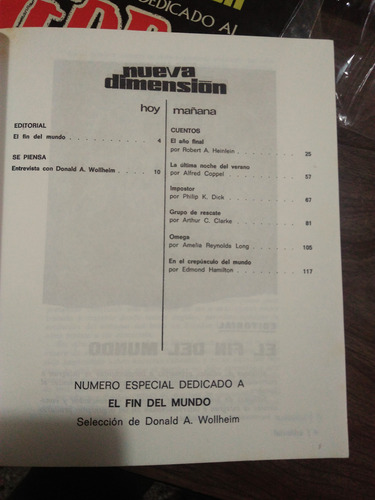 DEDICADO AL
nueva
dimensión
hoy
mañana
EDITORIAL
El fin del mundo . . . . . . . . 4
SE PIENSA
Entrevista con Donald A. Wollheim . . 10
CUENTOS
El año final
por Robert A. Heinlein . . . . . 25
La última noche del verano
por Alfred Coppel . . . . . . 57
Impostor
por Philip K. Dick . . . . . . 67
Grupo de rescate
por Arthur C. Clarke . . . . . 81
Omega
por Amelia Reynolds Long . . . . 105
En el crepúsculo del mundo
por Edmond Hamilton . . . . . 117
EDITORIAL
EL FIN DEL MUNDO
NUMERO ESPECIAL DEDICADO A
EL FIN DEL MUNDO
Selección de Donald A. Wollheim